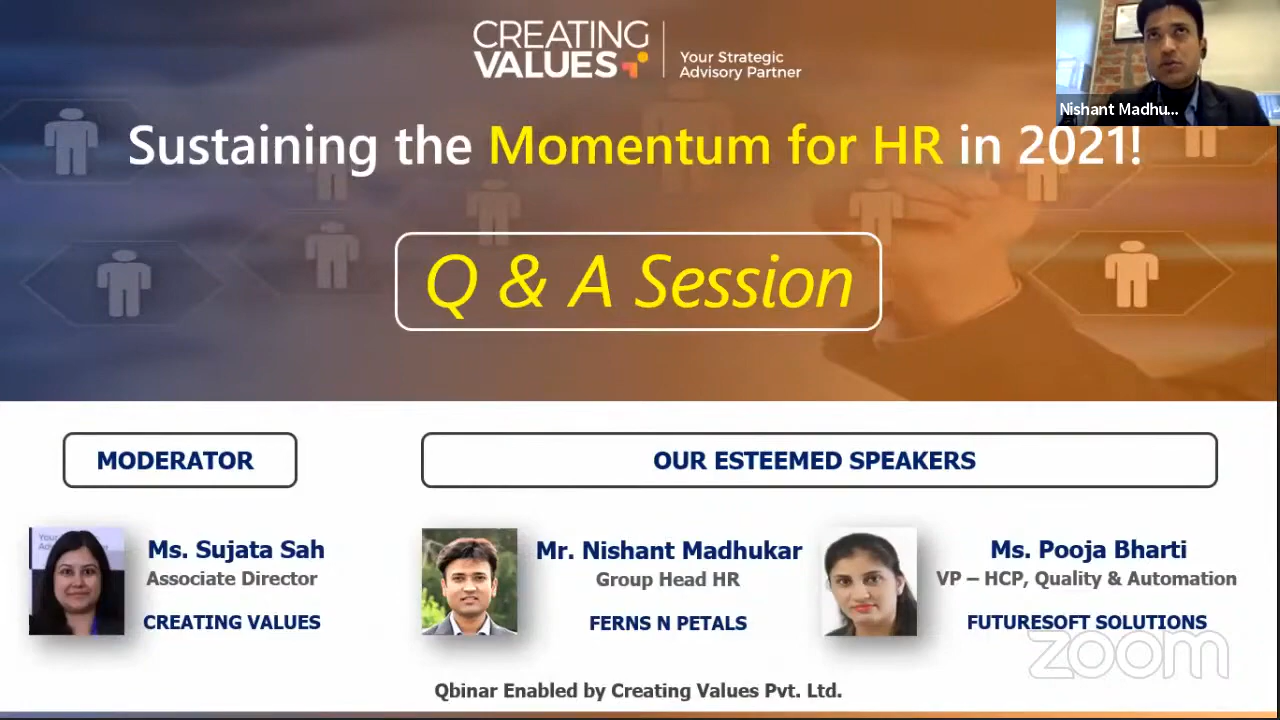 CREATING
VALUES
Your Strategic
Advisory Partner
Nishant Madhu...
Sustaining the Momentum for HR in 2021!
Q & A Session
MODERATOR
OUR ESTEEMED SPEAKERS
Ms. Sujata Sah
Associate Director
CREATING VALUES
Mr. Nishant Madhukar
Group Head HR
FERNS N PETALS
Ms. Pooja Bharti
VP – HCP, Quality & Automation
FUTURESOFT SOLUTIONS
zoom
Qbinar Enabled by Creating Values Pvt. Ltd.